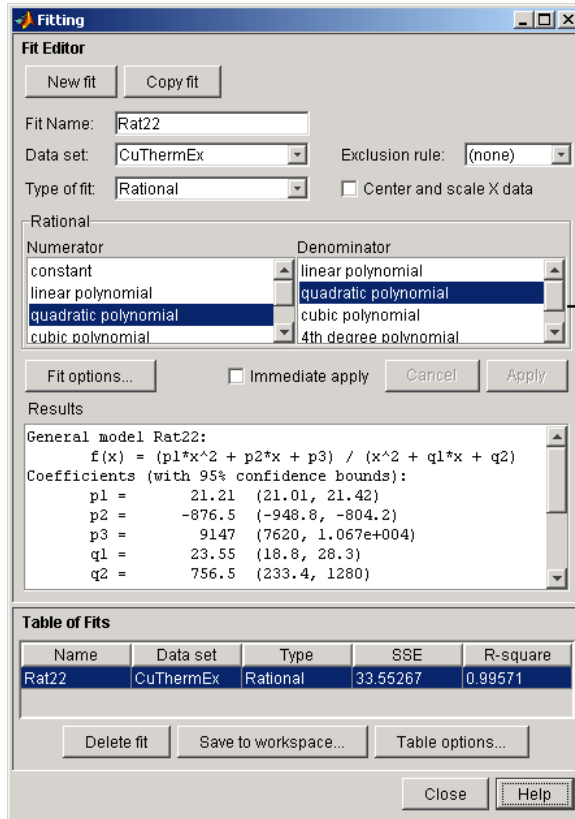 Fitting
Fit Editor
New fit Copy fit
Fit Name: Rat22
Data set: CuThermEx Exclusion rule: (none)
Type of fit: Rational Center and scale X data
Rational
Numerator Denominator
constant linear polynomial
linear polynomial quadratic polynomial
quadratic polynomial cubic polynomial
cubic polynomial 4th degree polynomial
Fit options... Immediate apply Cancel Apply
Results
General model Rat22:
f(x) = (p1*x^2 + p2*x + p3) / (x^2 + q1*x + q2)
Coefficients (with 95% confidence bounds):
p1 = 21.21 (21.01, 21.42)
p2 = -876.5 (-948.8, -804.2)
p3 = 9147 (7620, 1.067e+004)
q1 = 23.55 (18.8, 28.3)
q2 = 756.5 (233.4, 1280)
Table of Fits
Name Data set Type SSE R-square
Rat22 CuThermEx Rational 33.55267 0.99571
Delete fit Save to workspace... Table options...
Close Help